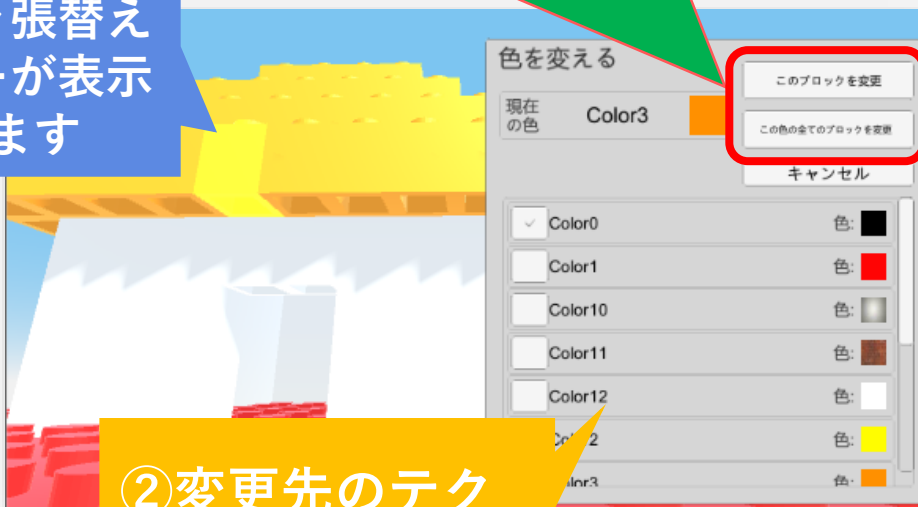 張替え
が表示
ます
色を変える
このブロックを変更
現在
の色
Color3
この色の全てのブロックを変更
キャンセル
Color0 色:
Color1 色:
Color10 色:
Color11 色:
Color12 色:
色:
lor3 色:
②変更先のテク